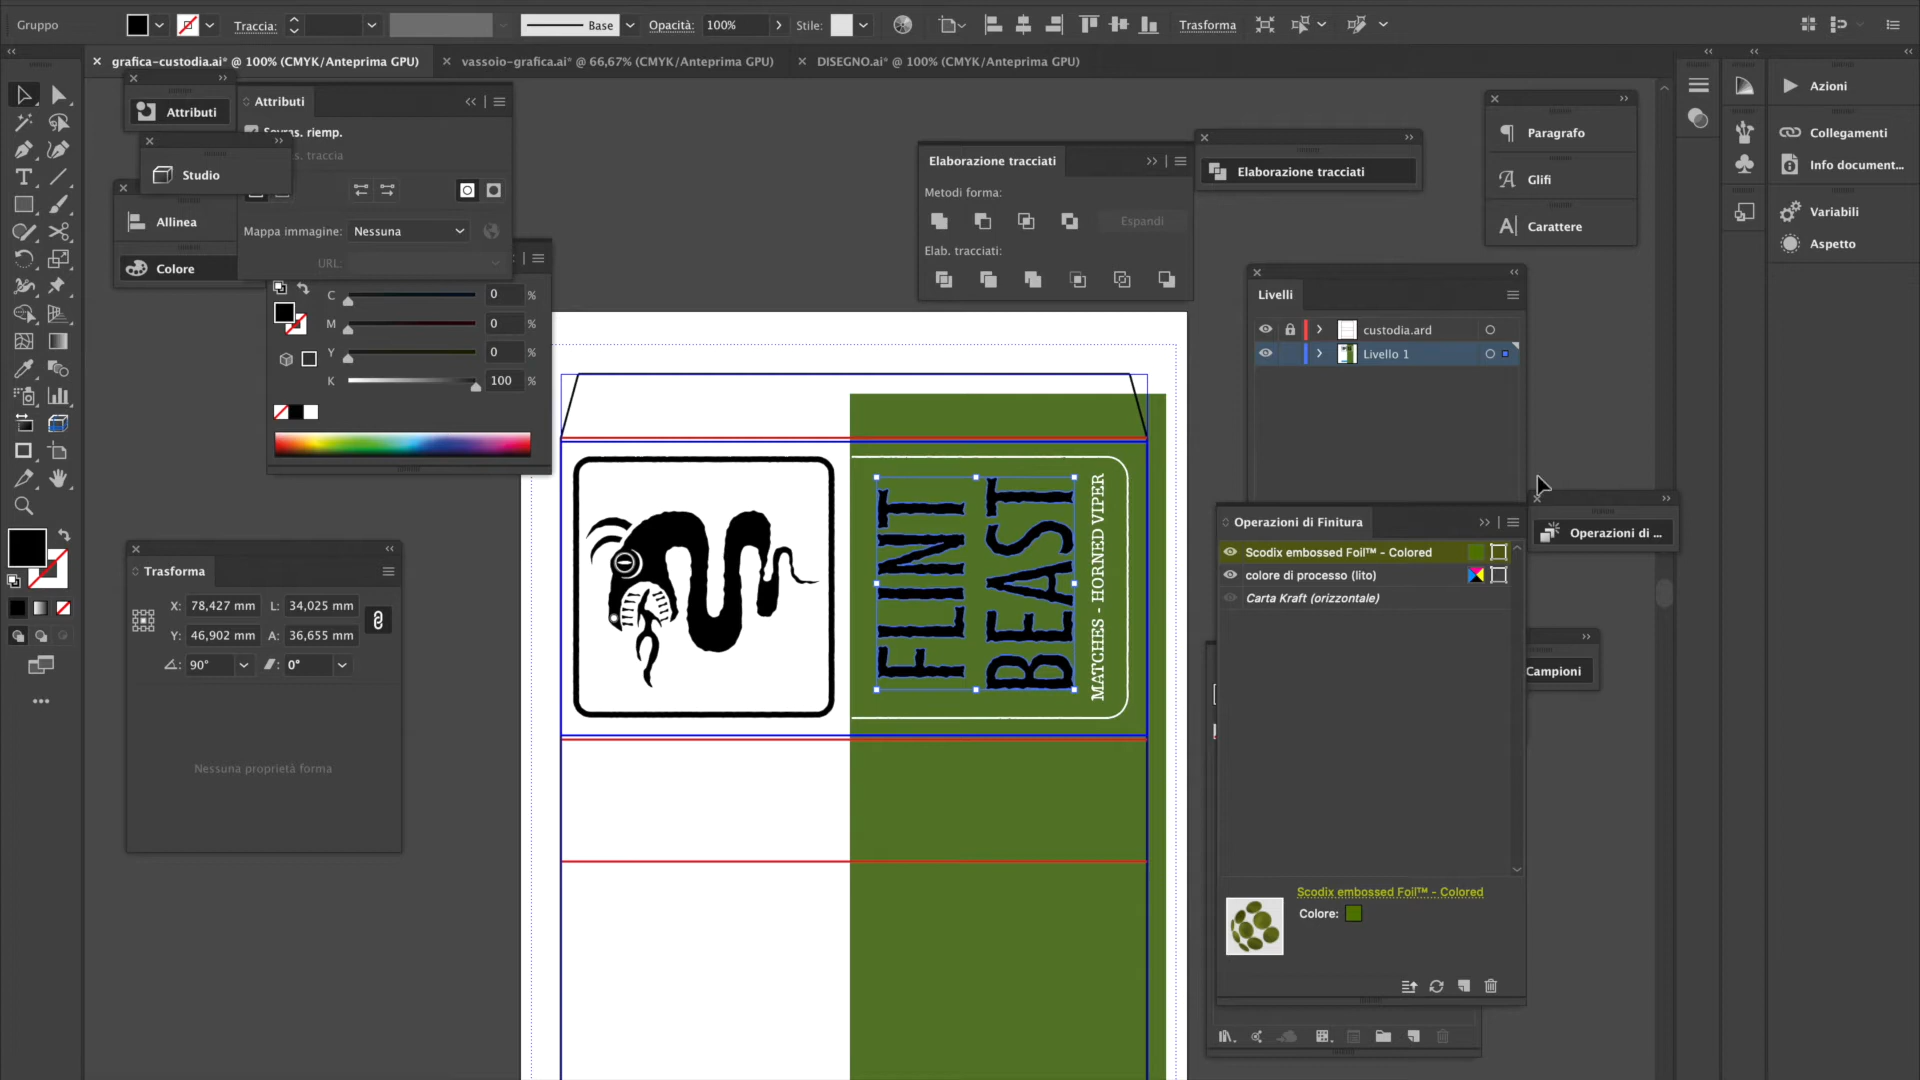 Gruppo
Traccia:
Base
Opacità:
100%
Stile:
Trasforma
grafica-custodia.ai* @ 100% (CMYK/Anteprima GPU)
vassoio-grafica.ai* @ 66,67% (CMYK/Anteprima GPU)
DISEGNO.ai* @ 100% (CMYK/Anteprima GPU)
Attributi
Attributi
Sovras. riemp.
traccia
Studio
Allinea
Colore
Mappa immagine:
Nessuna
URL:
C
0
%
M
0
%
Y
0
%
K
100
%
Elaborazione tracciati
Metodi forma:
Espandi
Elab. tracciati:
Elaborazione tracciati
Paragrafo
Glifi
Carattere
Azioni
Collegamenti
Info document...
Variabili
Aspetto
Livelli
custodia.ard
Livello 1
Operazioni di Finitura
Scodix embossed Foil™ - Colored
colore di processo (lito)
Carta Kraft (orizzontale)
Operazioni di ...
Campioni
Scodix embossed Foil™ - Colored
Colore:
Trasforma
X:
78,427 mm
L:
34,025 mm
Y:
46,902 mm
A:
36,655 mm
90°
0°
Nessuna proprietà forma
FLINT
BEAST
MATCHES - HORNED VIPER